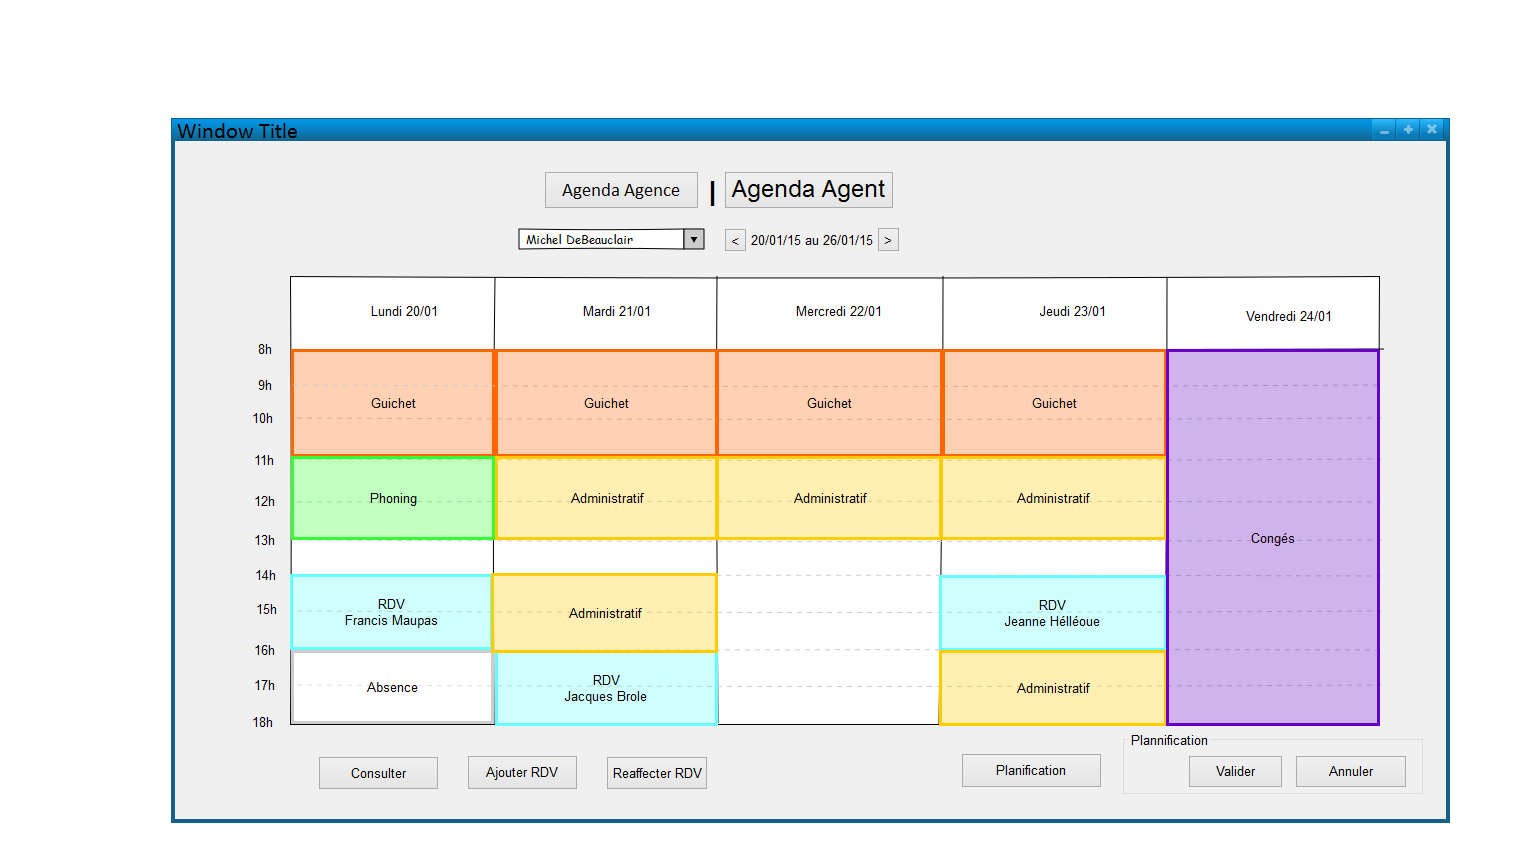 Window Title
Agenda Agence | Agenda Agent
Michel DeBeauclair < 20/01/15 au 26/01/15 >
Lundi 20/01 Mardi 21/01 Mercredi 22/01 Jeudi 23/01 Vendredi 24/01
8h
9h
Guichet Guichet Guichet Guichet
10h
11h
12h Phoning Administratif Administratif Administratif
13h Congés
14h
RDV RDV
15h Francis Maupas Administratif Jeanne Hélléoue
16h
RDV
17h Absence Jacques Brole Administratif
18h
Plannification
Consulter Ajouter RDV Reaffecter RDV Planification Valider Annuler